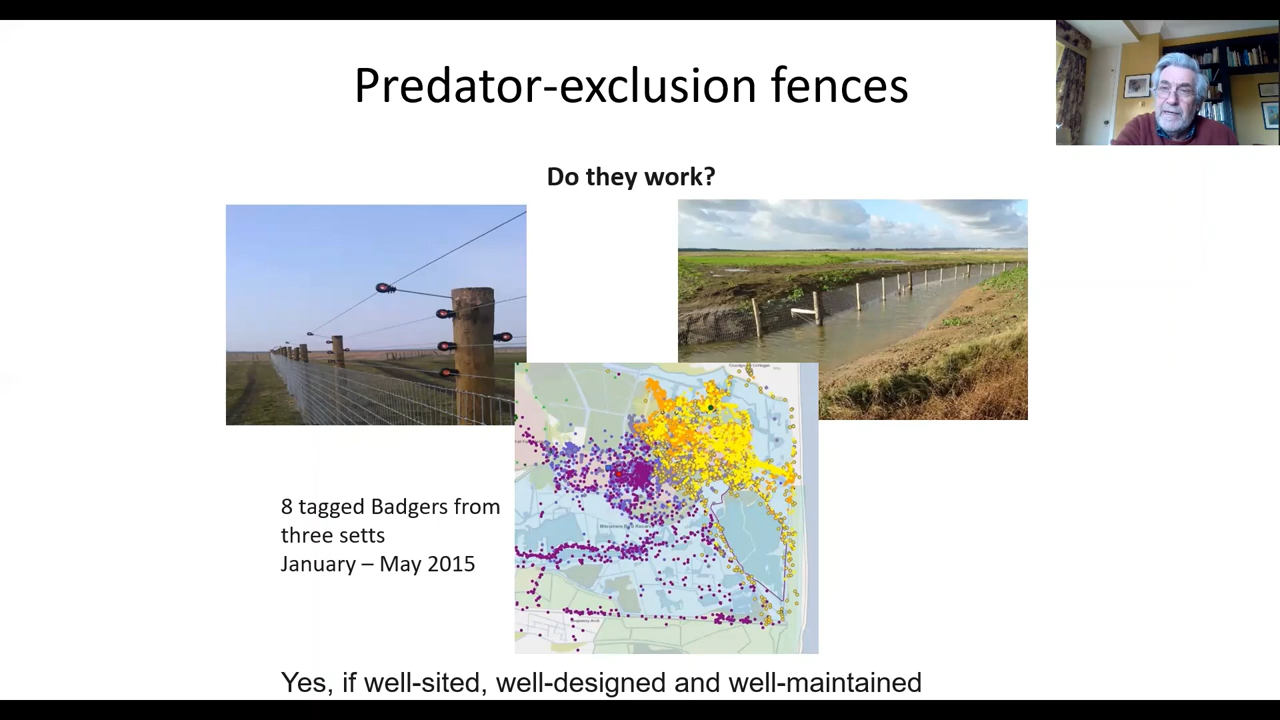 Predator-exclusion fences
Do they work?
8 tagged Badgers from
three setts
January – May 2015
Yes, if well-sited, well-designed and well-maintained